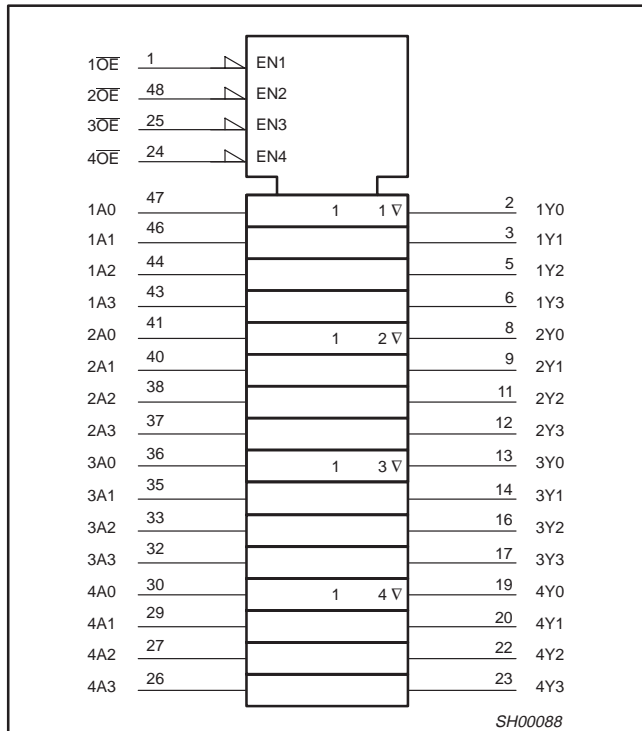 1O̅E̅ 1 EN1
2O̅E̅ 48 EN2
3O̅E̅ 25 EN3
4O̅E̅ 24 EN4
1A0 47 1 1 ∇ 2 1Y0
1A1 46 3 1Y1
1A2 44 5 1Y2
1A3 43 6 1Y3
2A0 41 1 2 ∇ 8 2Y0
2A1 40 9 2Y1
2A2 38 11 2Y2
2A3 37 12 2Y3
3A0 36 1 3 ∇ 13 3Y0
3A1 35 14 3Y1
3A2 33 16 3Y2
3A3 32 17 3Y3
4A0 30 1 4 ∇ 19 4Y0
4A1 29 20 4Y1
4A2 27 22 4Y2
4A3 26 23 4Y3
SH00088